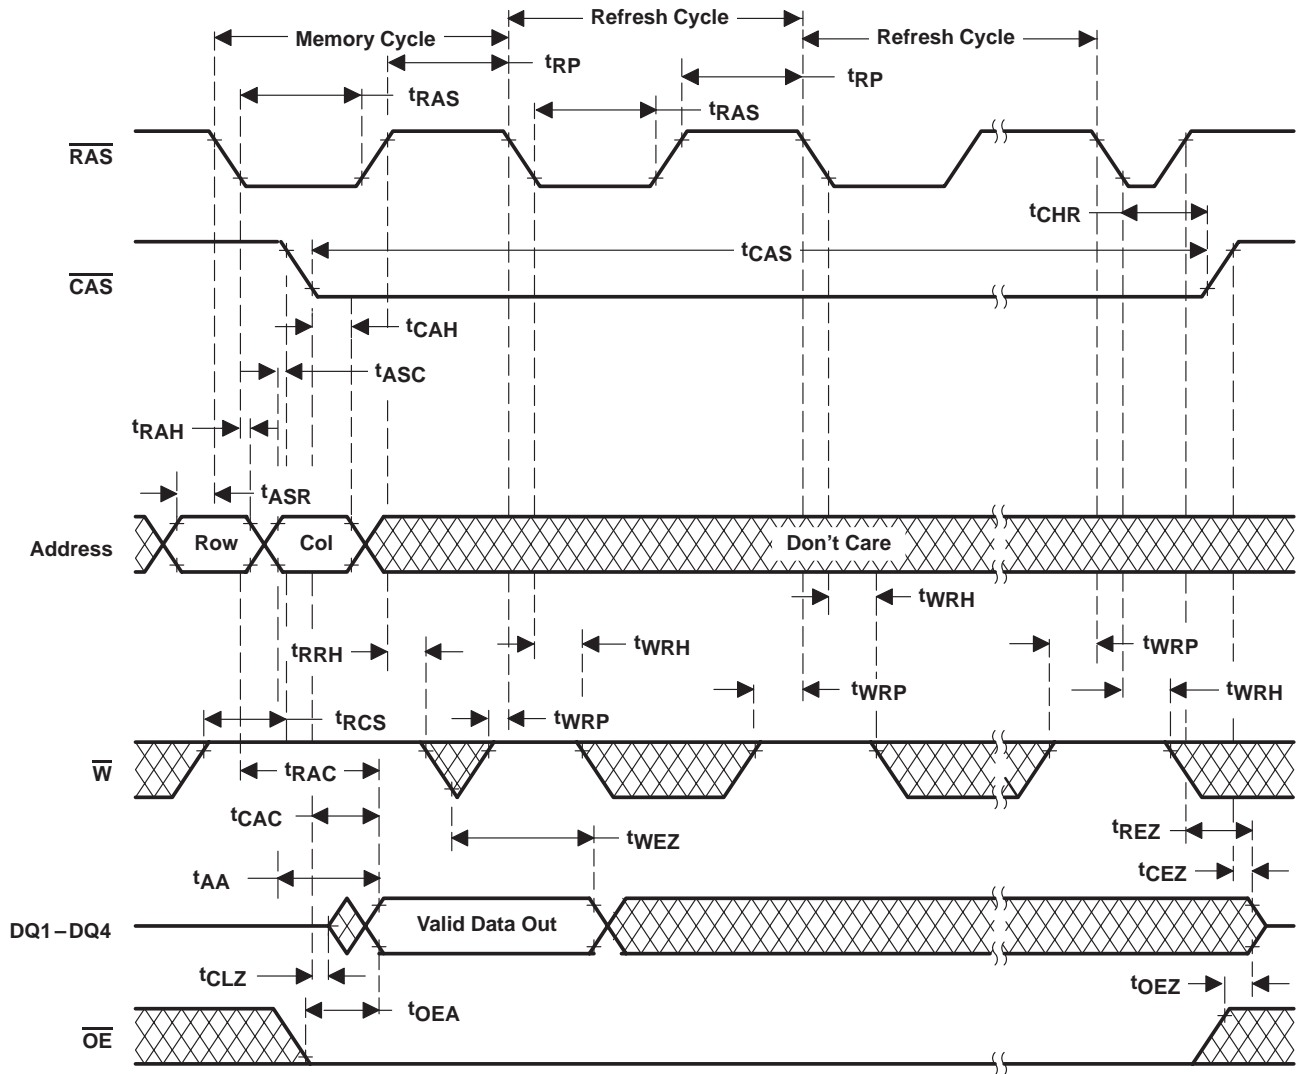 Refresh Cycle
Memory Cycle
Refresh Cycle
tRP
tRP
tRAS
tRAS
RAS
tCHR
tCAS
CAS
tCAH
tASC
tRAH
tASR
Address
Row
Col
Don't Care
tWRH
tRRH
tWRH
tWRP
tWRP
tWRH
tRCS
tWRP
W
tRAC
tCAC
tWEZ
tREZ
tAA
tCEZ
DQ1–DQ4
Valid Data Out
tCLZ
tOEA
tOEZ
OE